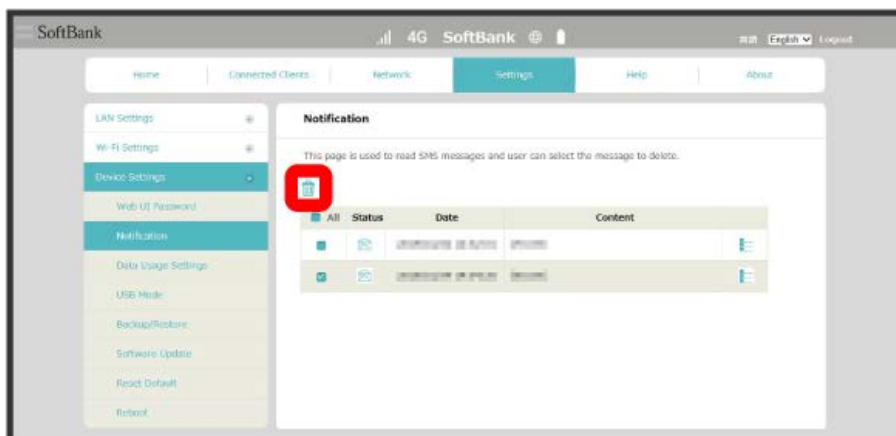 SoftBank
4G SoftBank
English Logout
Home Connected Clients Network Settings Help About
LAN Settings
Wi-Fi Settings
Device Settings
Web UI Password
Notification
Data Usage Settings
USB Mode
Backup/Restore
Software Update
Reset Default
Reboot
Notification
This page is used to read SMS messages and user can select the message to delete.
All Status Date Content